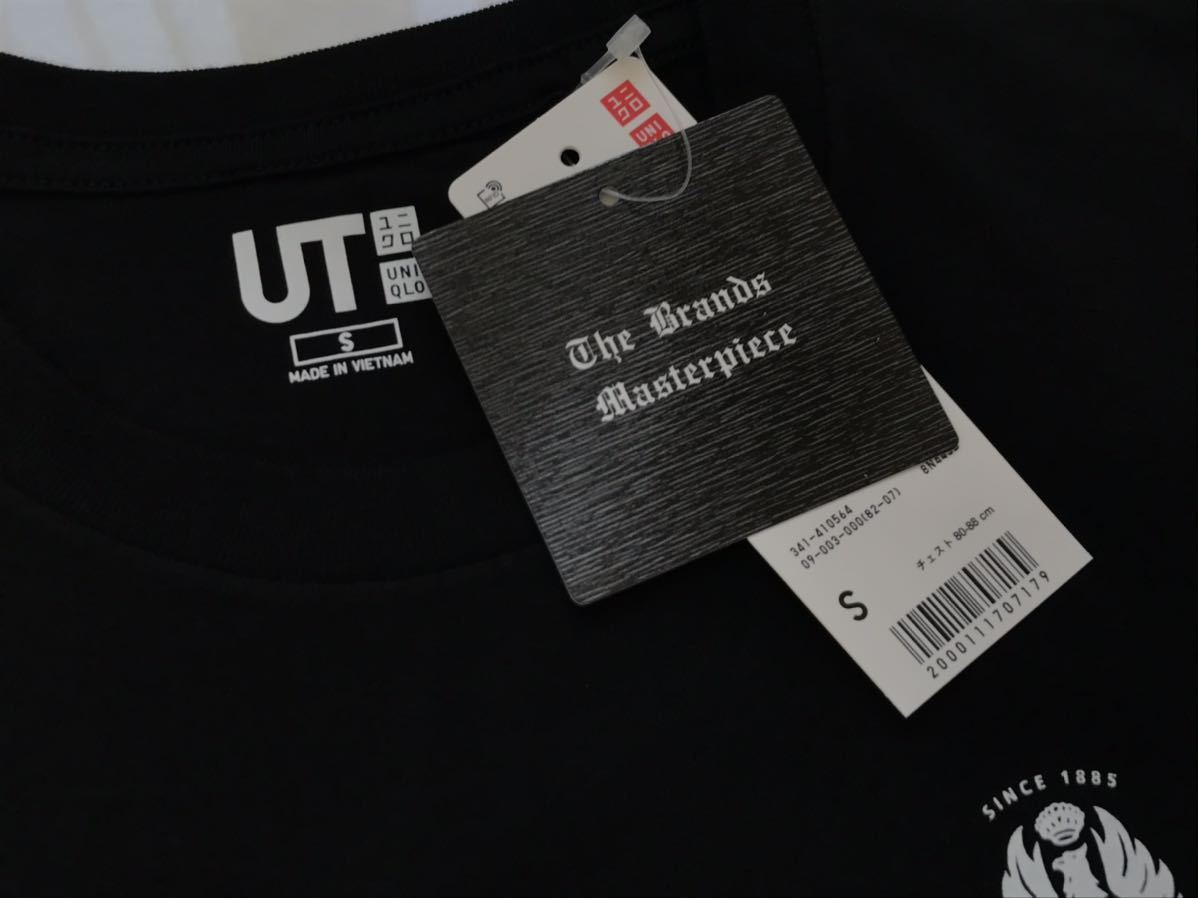 UT
ユニ
クロ
UNI
QLO
S
MADE IN VIETNAM
ユニ
クロ
UNI
RFID
The Brands
Masterpiece
341-410564
09-003-000(82-07)
チェスト 80-88 cm
S
2000111707179
SINCE 1885